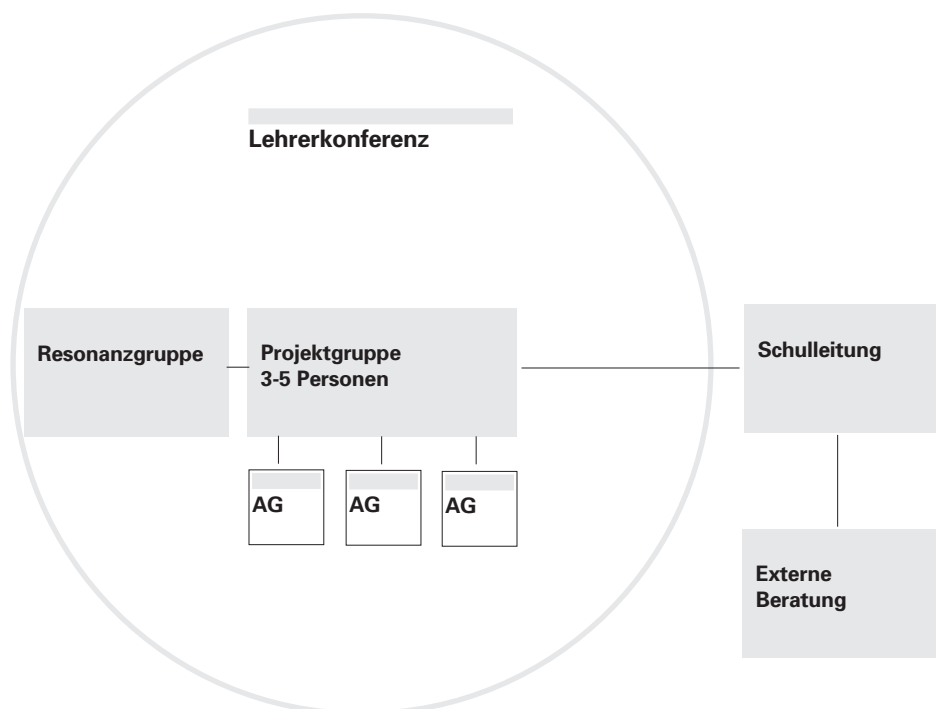 Lehrerkonferenz
Resonanzgruppe
Projektgruppe
3-5 Personen
Schulleitung
AG
AG
AG
Externe
Beratung